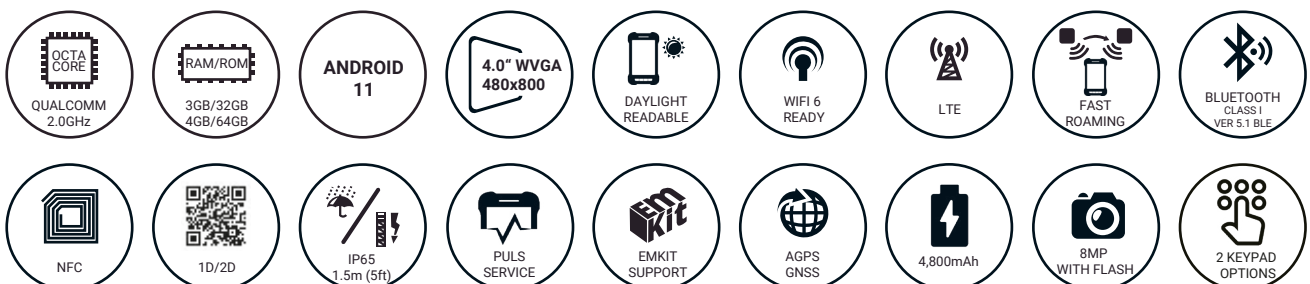 OCTA
CORE
QUALCOMM
2.0GHz
RAM/ROM
3GB/32GB
4GB/64GB
ANDROID
11
4.0“ WVGA
480x800
DAYLIGHT
READABLE
WIFI 6
READY
LTE
FAST
ROAMING
BLUETOOTH
CLASS I
VER 5.1 BLE
NFC
1D/2D
IP65
1.5m (5ft)
PULS
SERVICE
EmKit
EMKIT
SUPPORT
AGPS
GNSS
4,800mAh
8MP
WITH FLASH
2 KEYPAD
OPTIONS